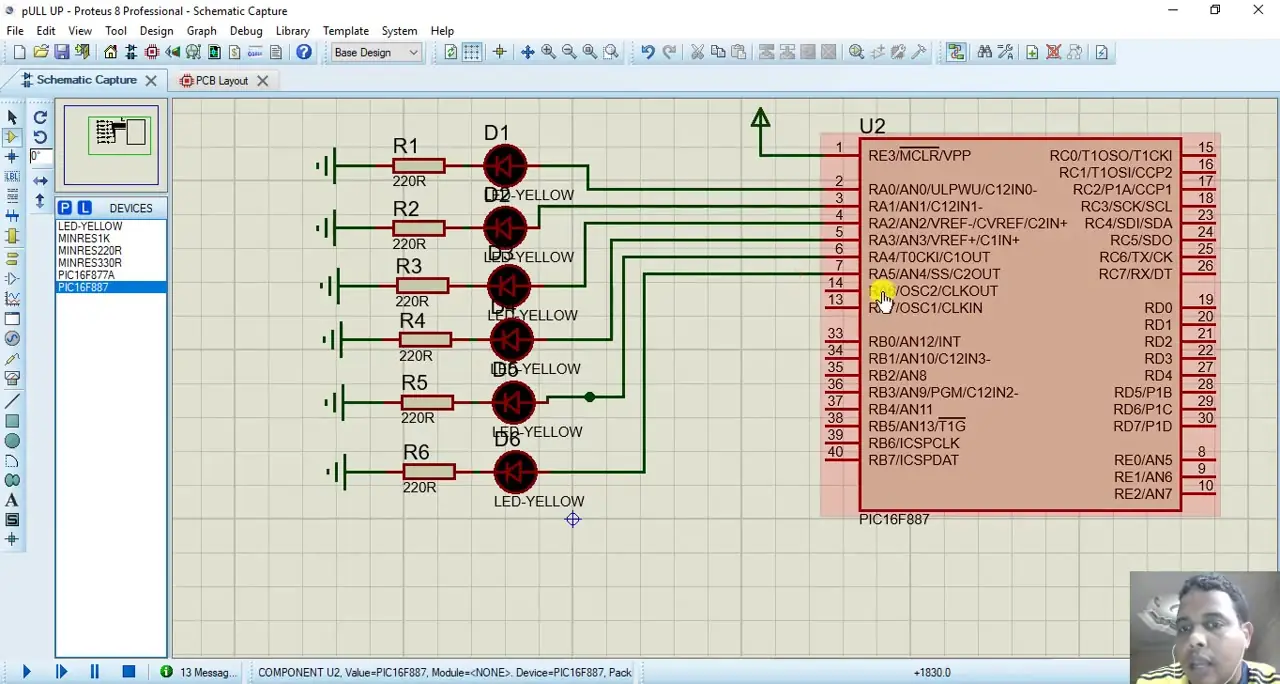 pULL UP - Proteus 8 Professional - Schematic Capture
File Edit View Tool Design Graph Debug Library Template System Help
Base Design
Schematic Capture
PCB Layout
0°
P L DEVICES
LED-YELLOW
MINRES1K
MINRES220R
MINRES330R
PIC16F877A
PIC16F887
R1
220R
D1
LED-YELLOW
R2
220R
D2
LED-YELLOW
R3
220R
D3
LED-YELLOW
R4
220R
D4
LED-YELLOW
R5
220R
D5
LED-YELLOW
R6
220R
D6
LED-YELLOW
U2
1 RE3/MCLR/VPP
2 RA0/AN0/ULPWU/C12IN0-
3 RA1/AN1/C12IN1-
4 RA2/AN2/VREF-/CVREF/C2IN+
5 RA3/AN3/VREF+/C1IN+
6 RA4/T0CKI/C1OUT
7 RA5/AN4/SS/C2OUT
14 /OSC2/CLKOUT
13 /OSC1/CLKIN
33 RB0/AN12/INT
34 RB1/AN10/C12IN3-
35 RB2/AN8
36 RB3/AN9/PGM/C12IN2-
37 RB4/AN11
38 RB5/AN13/T1G
39 RB6/ICSPCLK
40 RB7/ICSPDAT
RC0/T1OSO/T1CKI 15
RC1/T1OSI/CCP2 16
RC2/P1A/CCP1 17
RC3/SCK/SCL 18
RC4/SDI/SDA 23
RC5/SDO 24
RC6/TX/CK 25
RC7/RX/DT 26
RD0 19
RD1 20
RD2 21
RD3 22
RD4 27
RD5/P1B 28
RD6/P1C 29
RD7/P1D 30
RE0/AN5 8
RE1/AN6 9
RE2/AN7 10
PIC16F887
13 Messag...
COMPONENT U2, Value=PIC16F887, Module=<NONE>. Device=PIC16F887, Pack
+1830.0